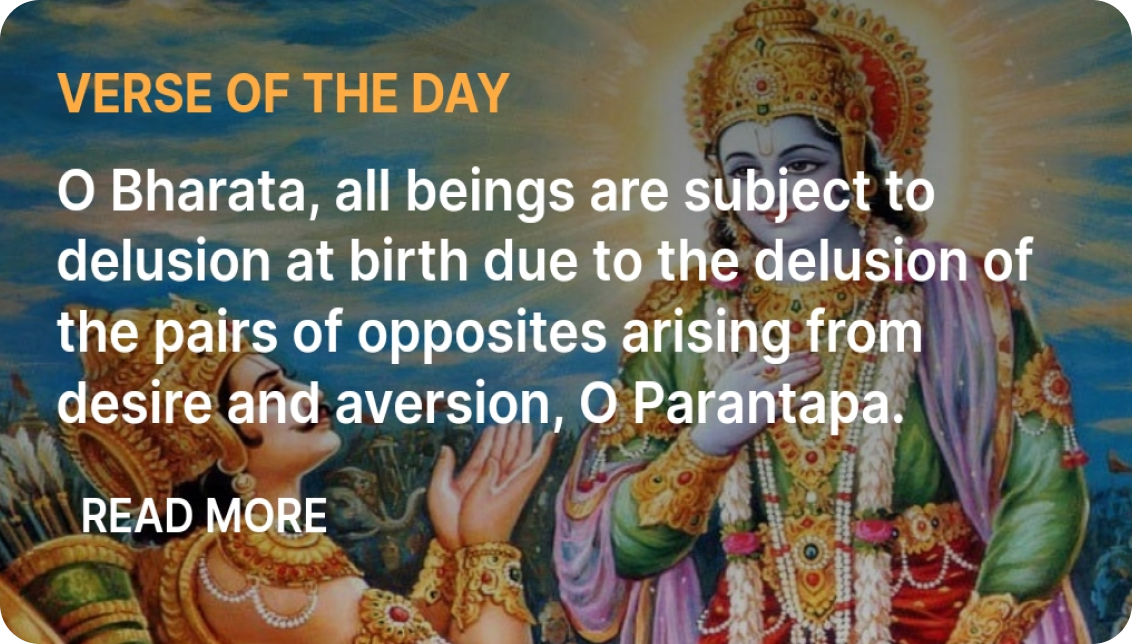 VERSE OF THE DAY
O Bharata, all beings are subject to
delusion at birth due to the delusion of
the pairs of opposites arising from
desire and aversion, O Parantapa.
READ MORE